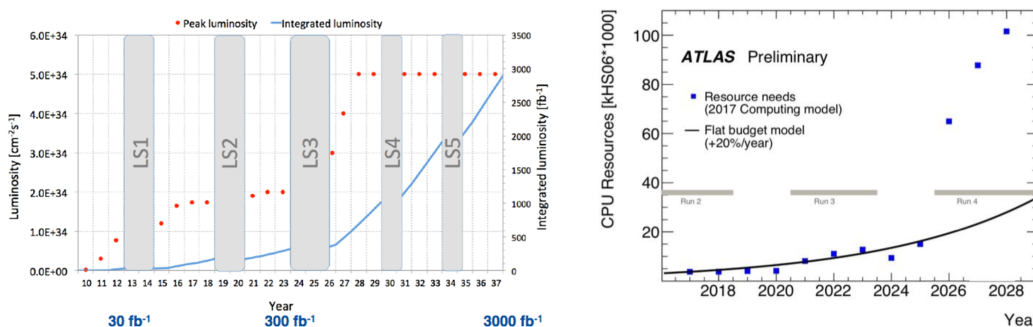 Peak luminosity Integrated luminosity
6.0E+34
5.0E+34
4.0E+34
3.0E+34
2.0E+34
1.0E+34
0.0E+00
Luminosity [cm⁻²s⁻¹]
LS1
LS2
LS3
LS4
LS5
3500
3000
2500
2000
1500
1000
500
0
Integrated luminosity [fb⁻¹]
10 11 12 13 14 15 16 17 18 19 20 21 22 23 24 25 26 27 28 29 30 31 32 33 34 35 36 37
Year
30 fb⁻¹ 300 fb⁻¹ 3000 fb⁻¹
CPU Resources [kHS06*1000]
100
80
60
40
20
ATLAS Preliminary
Resource needs
(2017 Computing model)
Flat budget model
(+20%/year)
Run 2 Run 3 Run 4
2018 2020 2022 2024 2026 2028
Yea